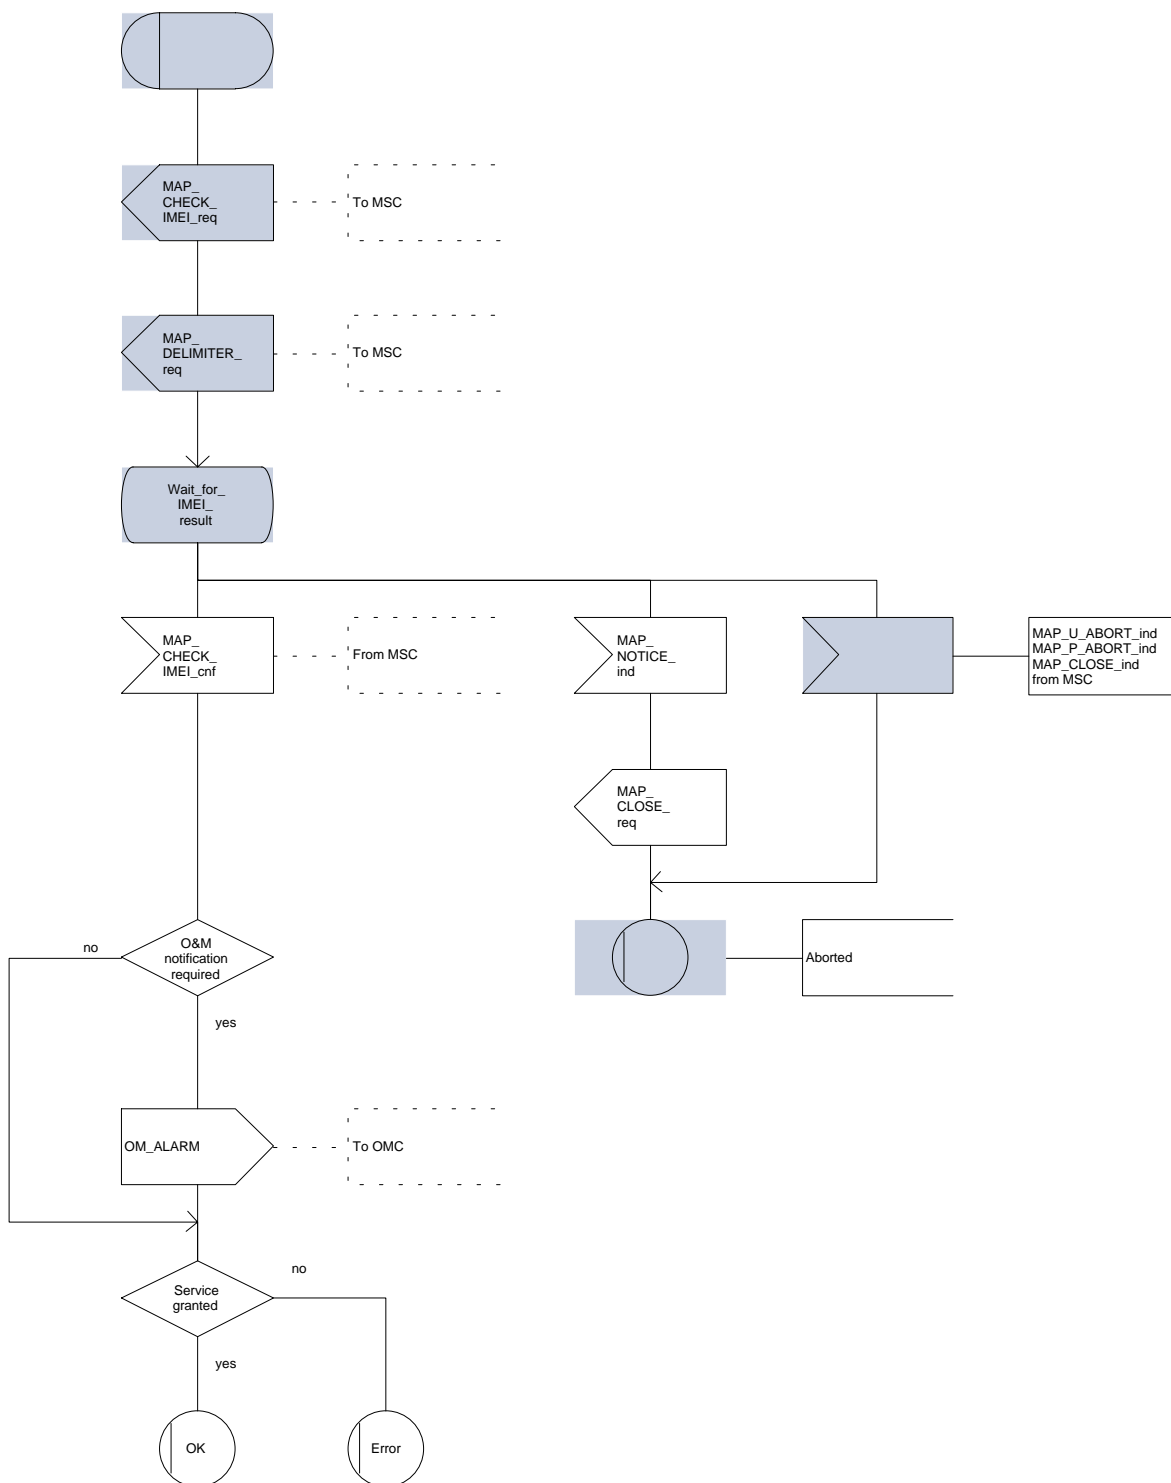 MAP_
CHECK_
IMEI_req
To MSC
MAP_
DELIMITER_
req
To MSC
Wait_for_
IMEI_
result
MAP_
CHECK_
IMEI_cnf
From MSC
MAP_
NOTICE_
ind
MAP_U_ABORT_ind
MAP_P_ABORT_ind
MAP_CLOSE_ind
from MSC
MAP_
CLOSE_
req
no
O&M
notification
required
Aborted
yes
OM_ALARM
To OMC
no
Service
granted
yes
OK
Error